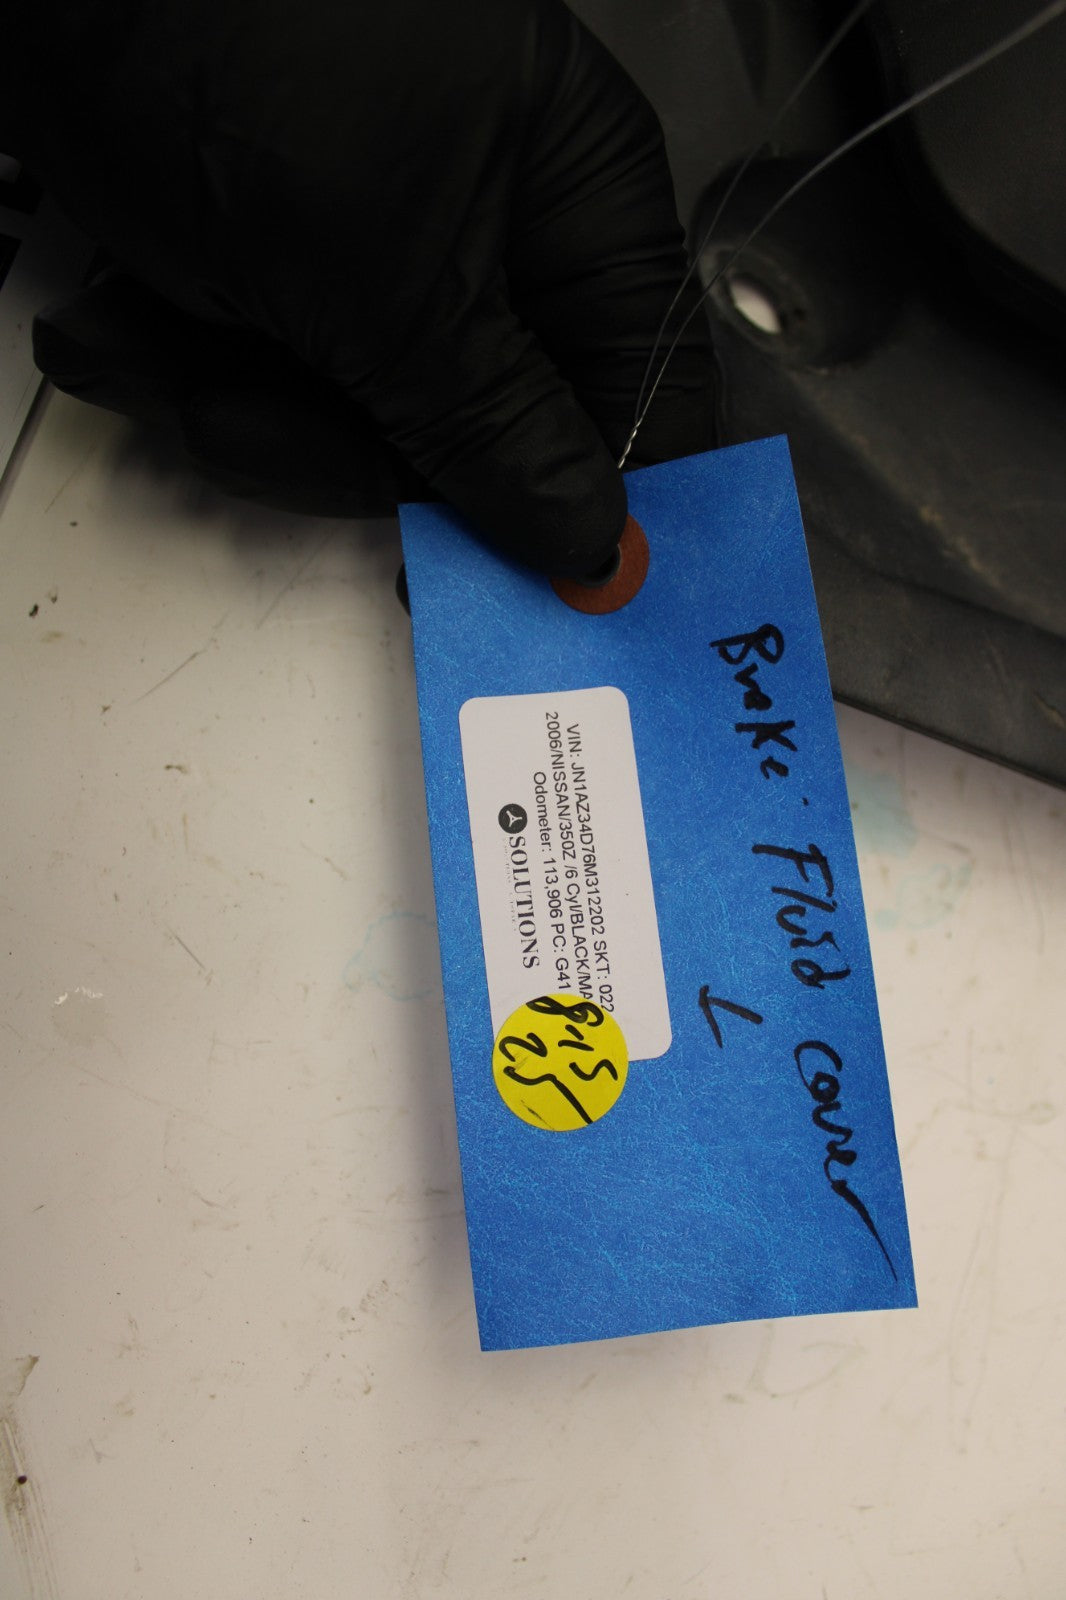 Brake Fluid Cover
L
VIN: JN1AZ34D76M312202 SKT: 022
2006/NISSAN/350Z /6 Cyl/BLACK/MA
Odometer: 113,906 PC: G41
SOLUTIONS
8-15
25